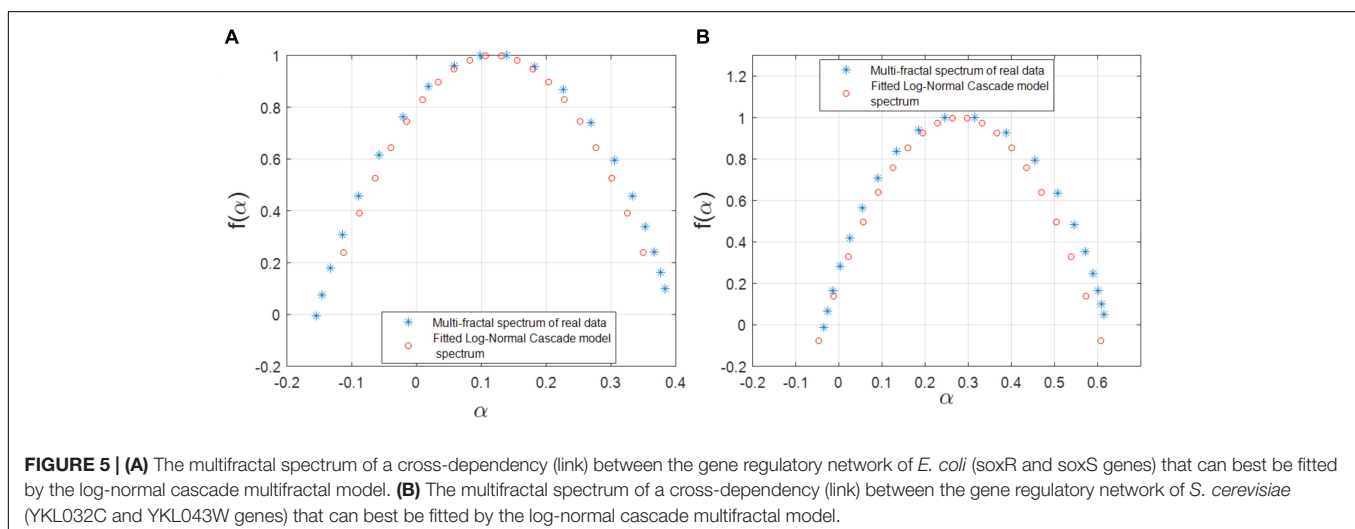 A
1
0.8
0.6
0.4
0.2
0
-0.2
f(α)
Multi-fractal spectrum of real data
Fitted Log-Normal Cascade model
spectrum
-0.2 -0.1 0 0.1 0.2 0.3 0.4
α
B
1.2
1
0.8
0.6
0.4
0.2
0
-0.2
f(α)
Multi-fractal spectrum of real data
Fitted Log-Normal Cascade model
spectrum
-0.2 -0.1 0 0.1 0.2 0.3 0.4 0.5 0.6
α
FIGURE 5 | (A) The multifractal spectrum of a cross-dependency (link) between the gene regulatory network of E. coli (soxR and soxS genes) that can best be fitted
by the log-normal cascade multifractal model. (B) The multifractal spectrum of a cross-dependency (link) between the gene regulatory network of S. cerevisiae
(YKL032C and YKL043W genes) that can best be fitted by the log-normal cascade multifractal model.